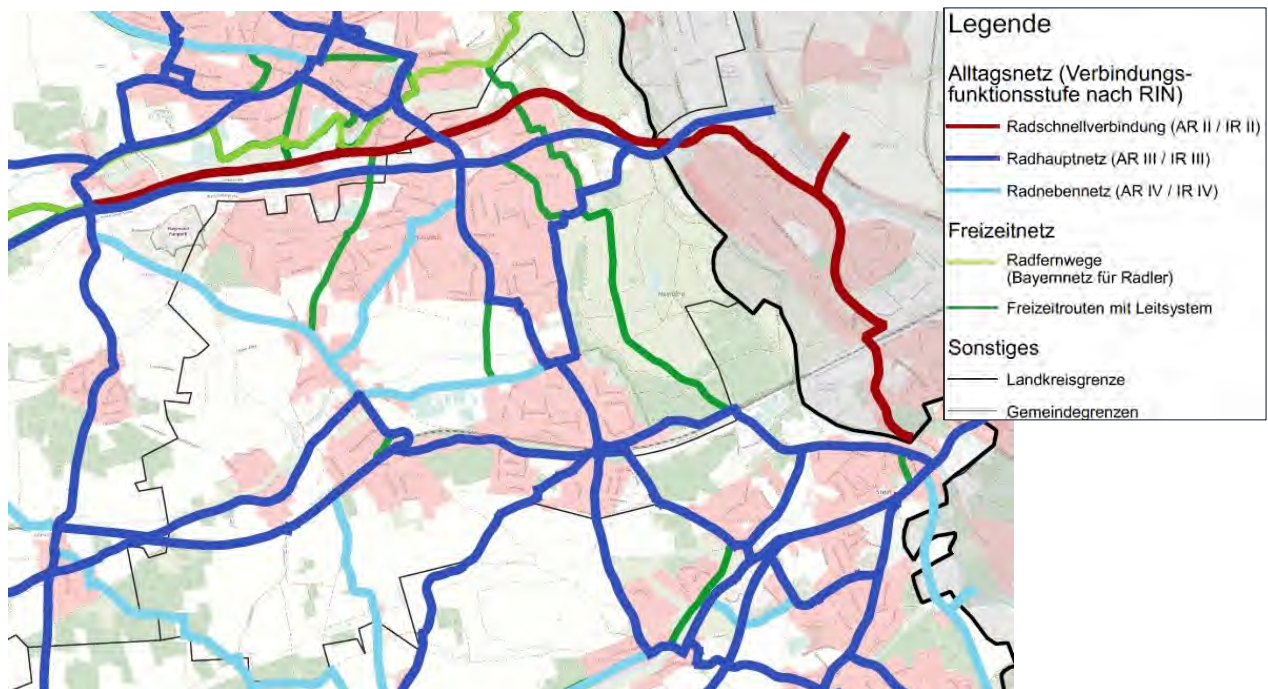 Legende
Alltagsnetz (Verbindungs-
funktionsstufe nach RIN)
Radschnellverbindung (AR II / IR II)
Radhauptnetz (AR III / IR III)
Radnebennetz (AR IV / IR IV)
Freizeitnetz
Radfernwege
(Bayernnetz für Radler)
Freizeitrouten mit Leitsystem
Sonstiges
Landkreisgrenze
Gemeindegrenzen